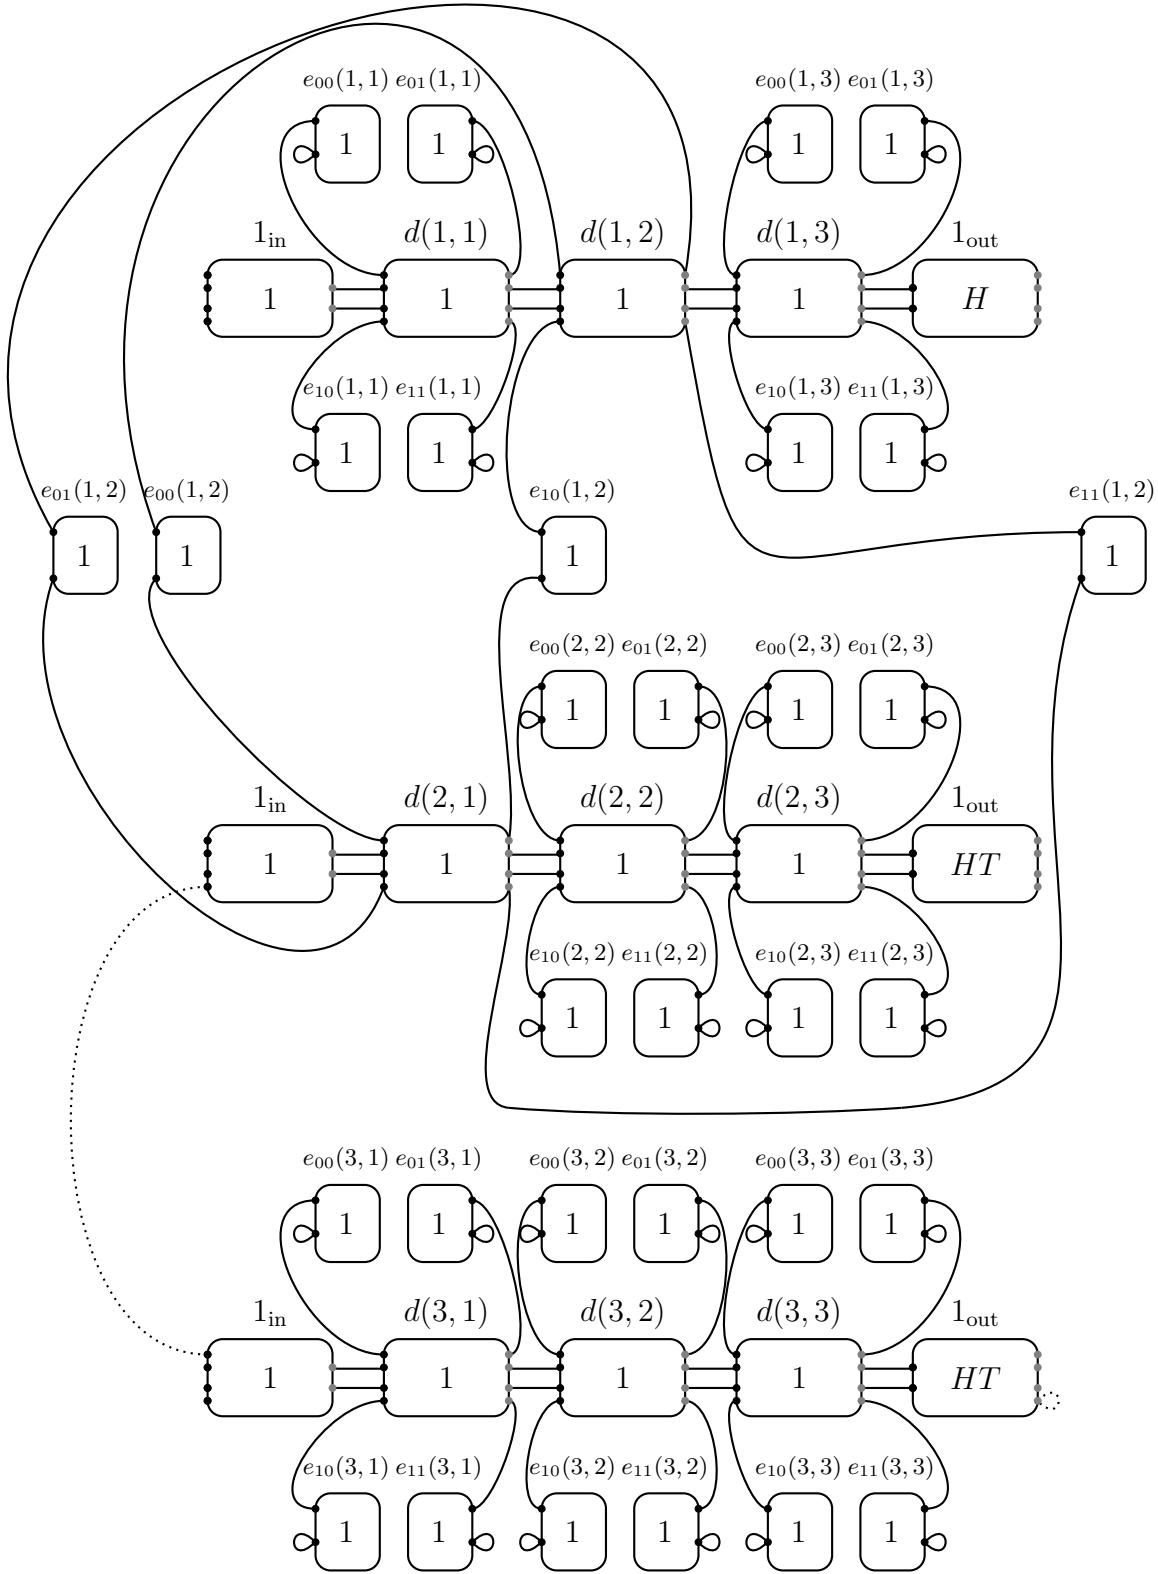 e₀₀(1, 1) e₀₁(1, 1) e₀₀(1, 3) e₀₁(1, 3)
1 1 1 1
1ᵢₙ d(1, 1) d(1, 2) d(1, 3) 1ₒᵤₜ
1 1 1 1 H
e₁₀(1, 1) e₁₁(1, 1) e₁₀(1, 3) e₁₁(1, 3)
1 1 1 1
e₀₁(1, 2) e₀₀(1, 2) e₁₀(1, 2) e₁₁(1, 2)
1 1 1 1
e₀₀(2, 2) e₀₁(2, 2) e₀₀(2, 3) e₀₁(2, 3)
1 1 1 1
1ᵢₙ d(2, 1) d(2, 2) d(2, 3) 1ₒᵤₜ
1 1 1 1 HT
e₁₀(2, 2) e₁₁(2, 2) e₁₀(2, 3) e₁₁(2, 3)
1 1 1 1
e₀₀(3, 1) e₀₁(3, 1) e₀₀(3, 2) e₀₁(3, 2) e₀₀(3, 3) e₀₁(3, 3)
1 1 1 1 1 1
1ᵢₙ d(3, 1) d(3, 2) d(3, 3) 1ₒᵤₜ
1 1 1 1 HT
e₁₀(3, 1) e₁₁(3, 1) e₁₀(3, 2) e₁₁(3, 2) e₁₀(3, 3) e₁₁(3, 3)
1 1 1 1 1 1